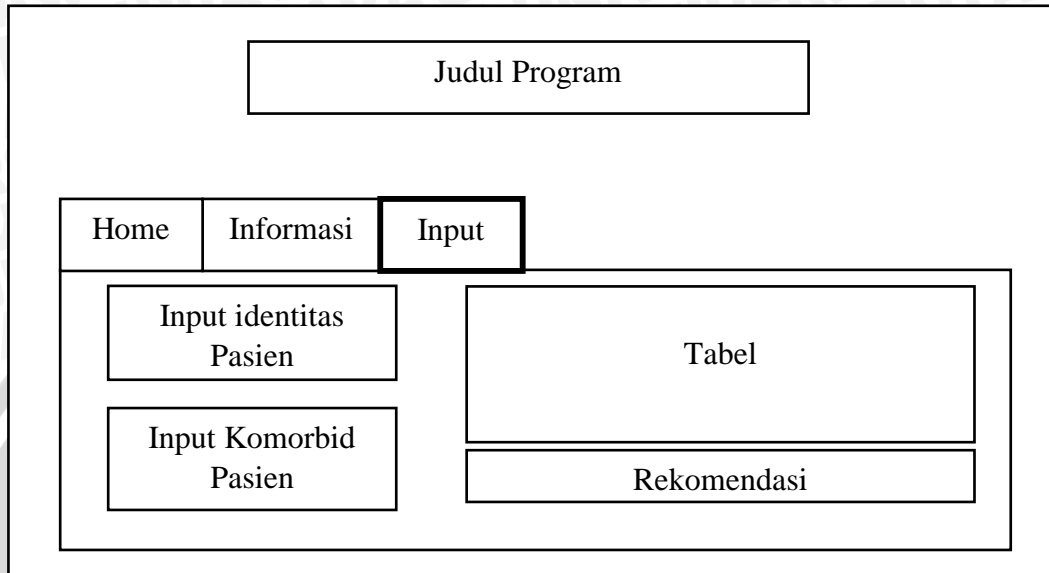 Judul Program
Home
Informasi
Input
Input identitas
Pasien
Tabel
Input Komorbid
Pasien
Rekomendasi